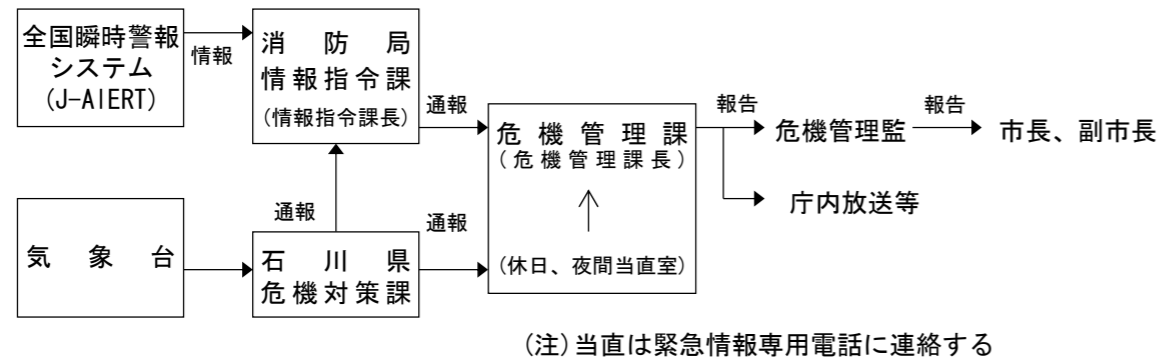 全国瞬時警報
システム
(J-AIERT)
情報
消防局
情報指令課
(情報指令課長)
通報
危機管理課
(危機管理課長)
(休日、夜間当直室)
報告
危機管理監
報告
市長、副市長
庁内放送等
気象台
通報
石川県
危機対策課
通報
(注)当直は緊急情報専用電話に連絡する